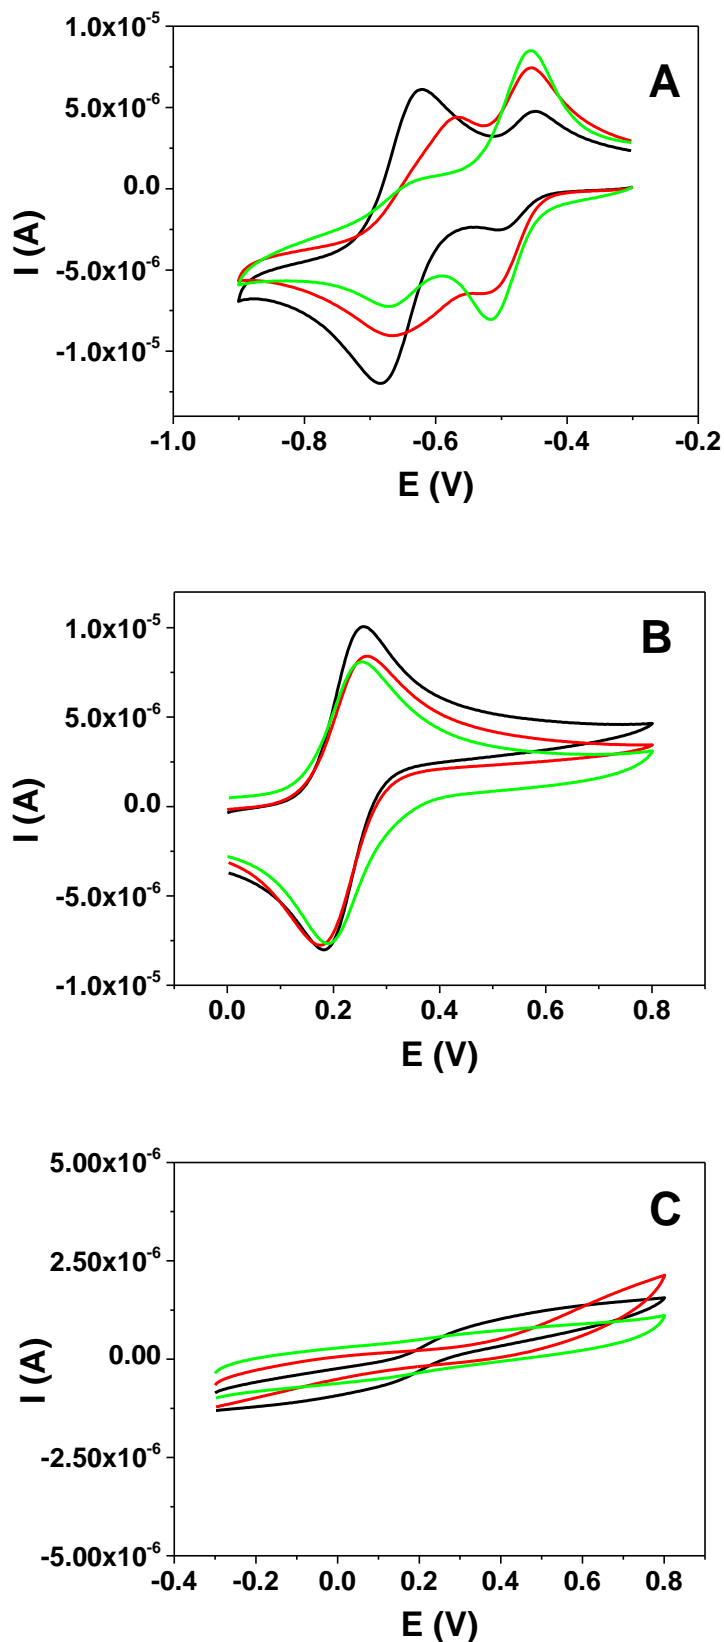 A
1.0x10⁻⁵
5.0x10⁻⁶
0.0
-5.0x10⁻⁶
-1.0x10⁻⁵
I (A)
-1.0 -0.8 -0.6 -0.4 -0.2
E (V)
B
1.0x10⁻⁵
5.0x10⁻⁶
0.0
-5.0x10⁻⁶
-1.0x10⁻⁵
I (A)
0.0 0.2 0.4 0.6 0.8
E (V)
C
5.00x10⁻⁶
2.50x10⁻⁶
0.00
-2.50x10⁻⁶
-5.00x10⁻⁶
I (A)
-0.4 -0.2 0.0 0.2 0.4 0.6 0.8
E (V)